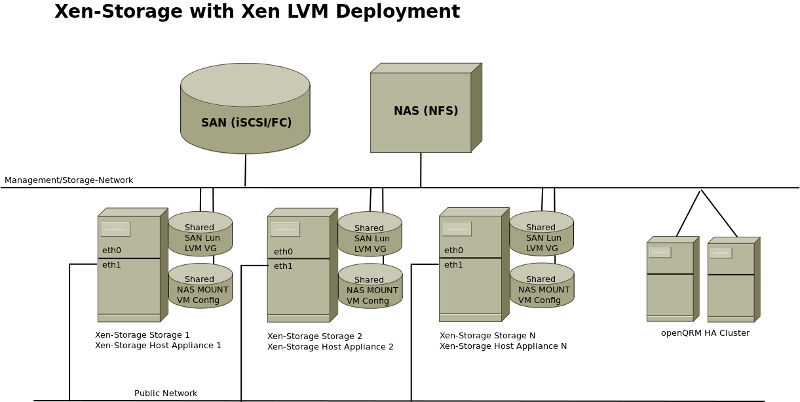 Xen-Storage with Xen LVM Deployment
SAN (iSCSI/FC)
NAS (NFS)
Management/Storage-Network
eth0
eth1
Shared
SAN Lun
LVM VG
Shared
NAS MOUNT
VM Config
Xen-Storage Storage 1
Xen-Storage Host Appliance 1
eth0
eth1
Shared
SAN Lun
LVM VG
Shared
NAS MOUNT
VM Config
Xen-Storage Storage 2
Xen-Storage Host Appliance 2
eth0
eth1
Shared
SAN Lun
LVM VG
Shared
NAS MOUNT
VM Config
Xen-Storage Storage N
Xen-Storage Host Appliance N
openQRM HA Cluster
Public Network